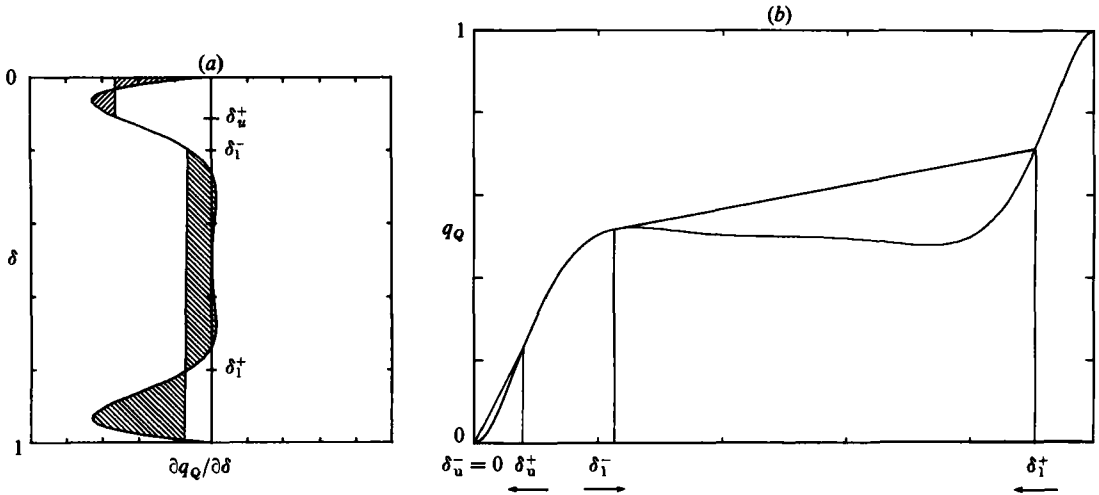 (a)
0
δ_u^+
δ_1^-
δ
δ_1^+
1
∂q_Q/∂δ
(b)
1
q_Q
0
δ_u^- = 0 δ_u^+ δ_1^- δ_1^+